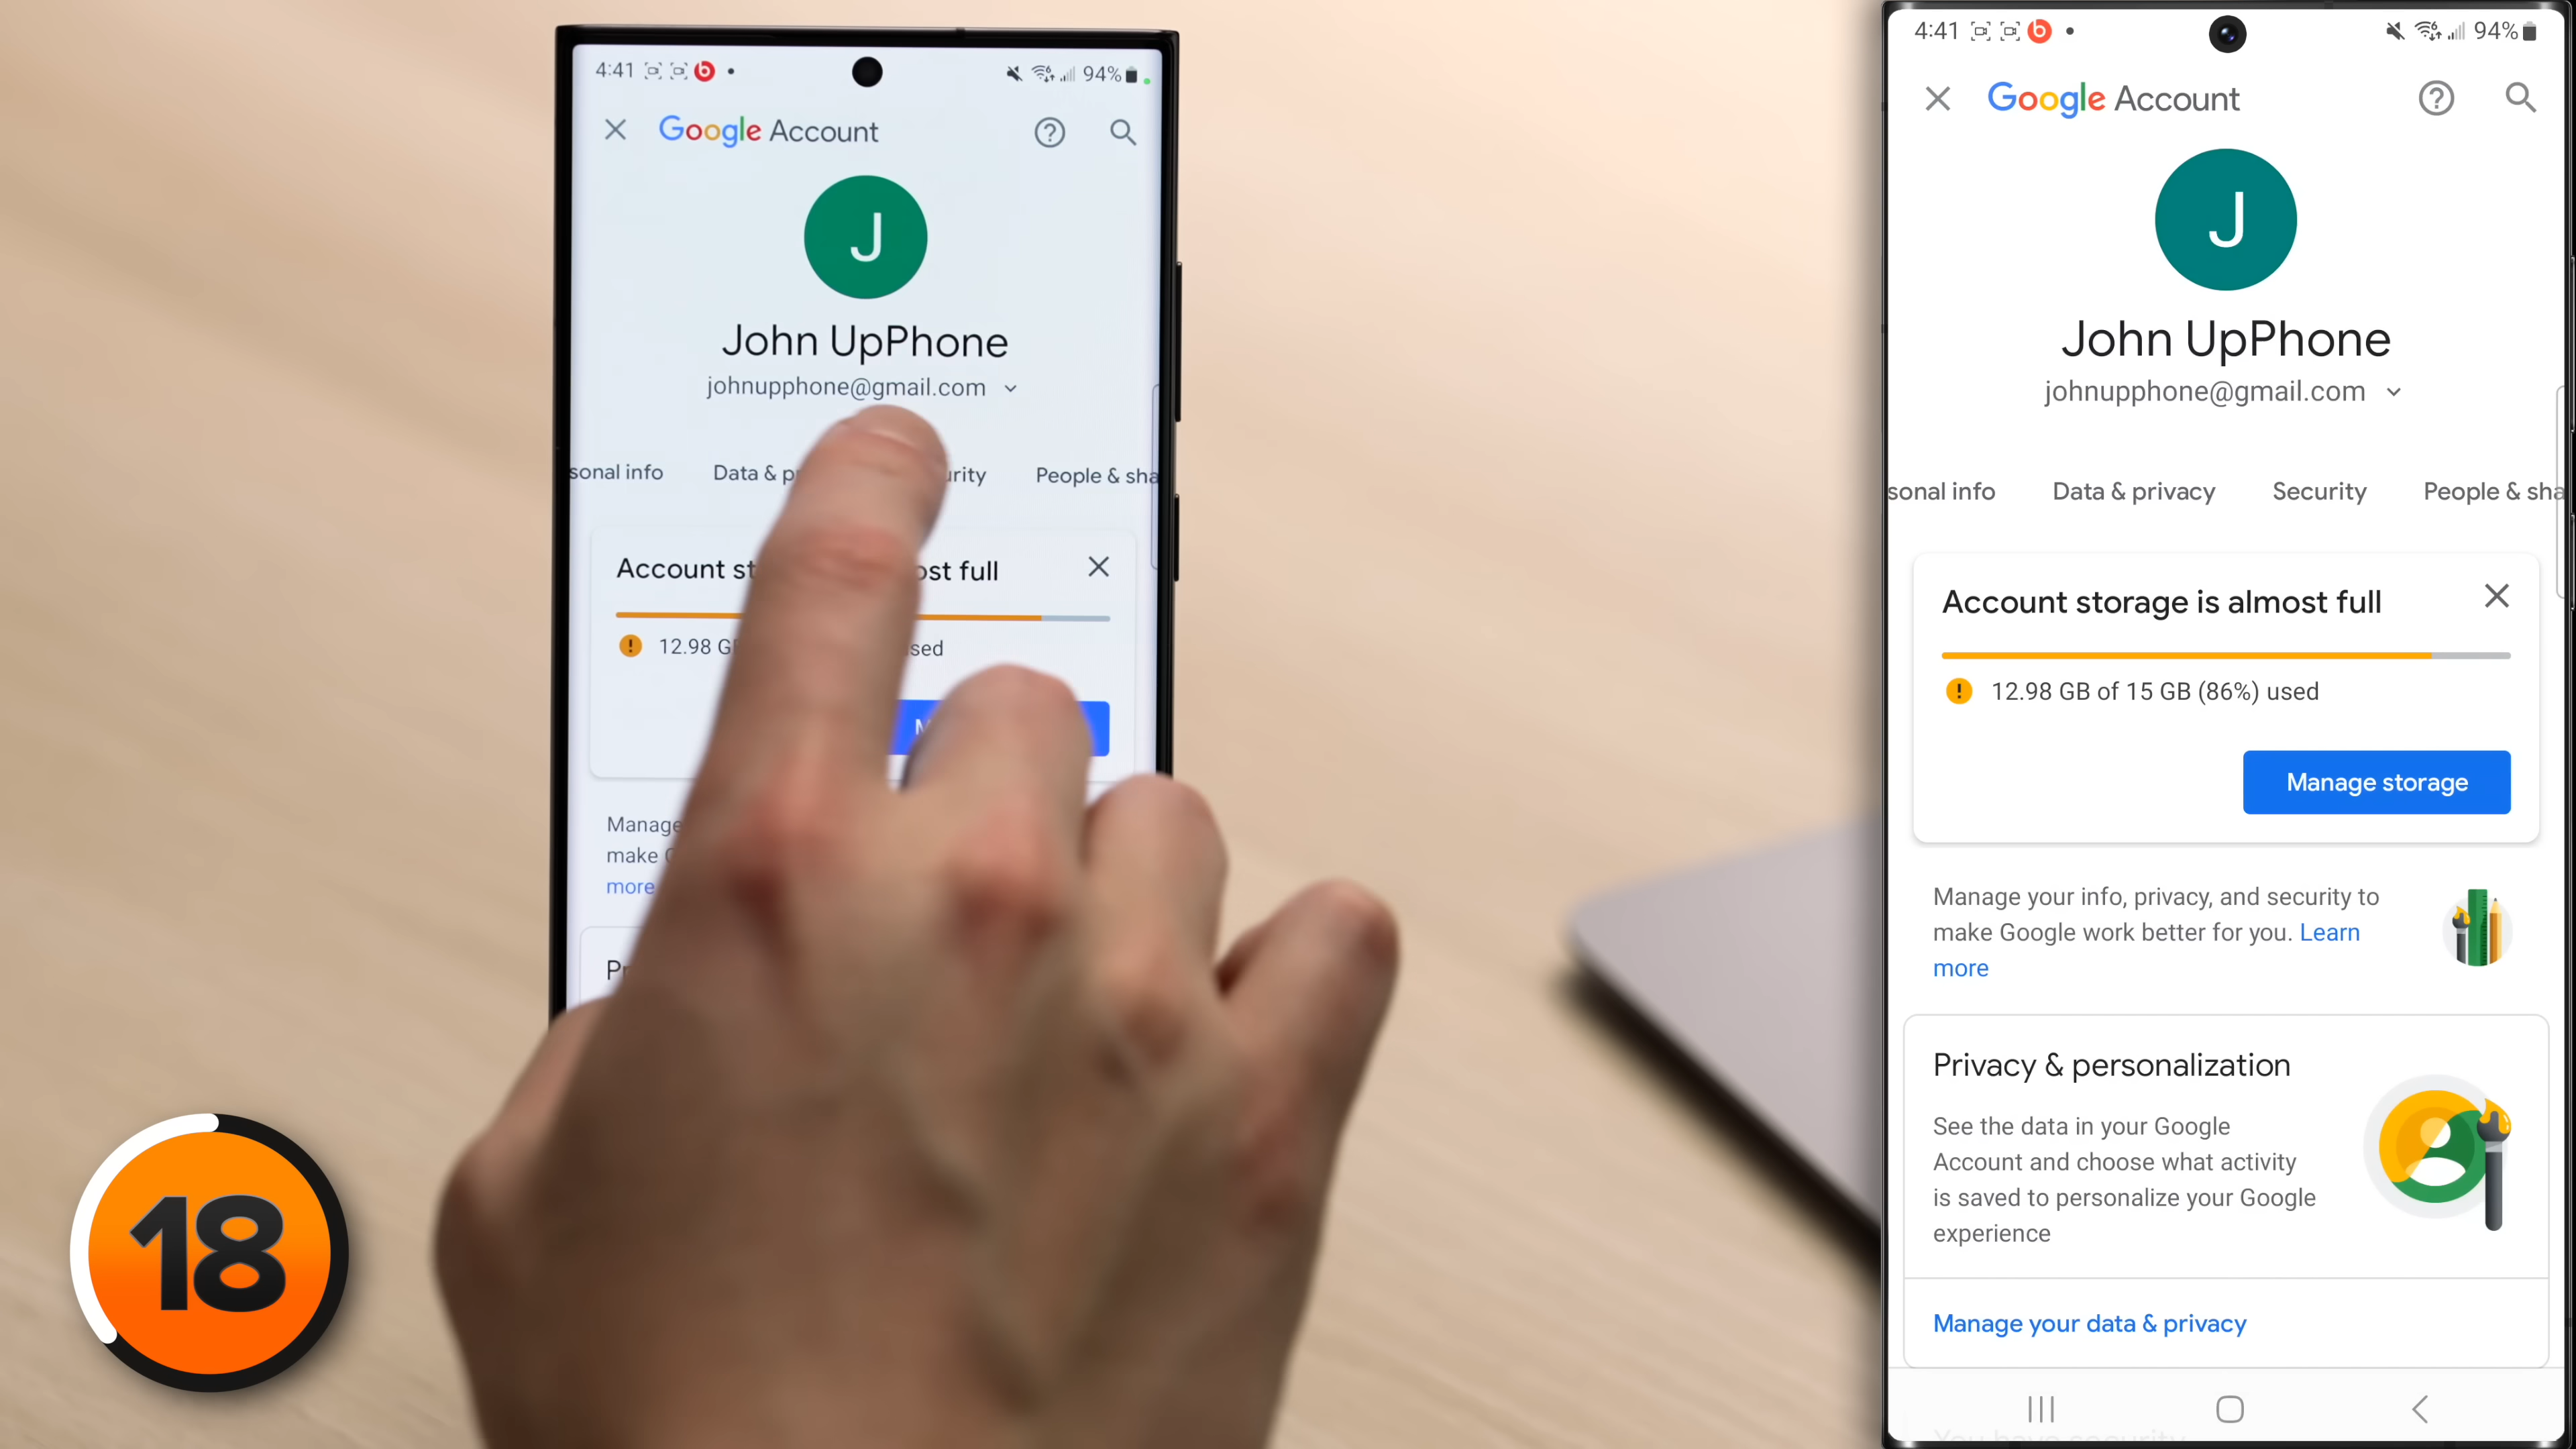 4:41
94%
Google Account
J
John UpPhone
johnupphone@gmail.com
sonal info Data & p rity People & sha
Account st ost full
12.98 G sed
M
Manage
make
more
18
4:41
94%
Google Account
J
John UpPhone
johnupphone@gmail.com
sonal info Data & privacy Security People & sha
Account storage is almost full
12.98 GB of 15 GB (86%) used
Manage storage
Manage your info, privacy, and security to
make Google work better for you. Learn
more
Privacy & personalization
See the data in your Google
Account and choose what activity
is saved to personalize your Google
experience
Manage your data & privacy